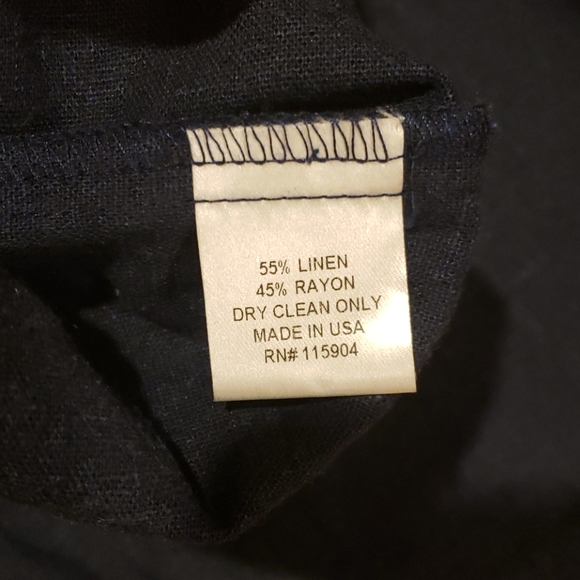 55% LINEN
45% RAYON
DRY CLEAN ONLY
MADE IN USA
RN# 115904